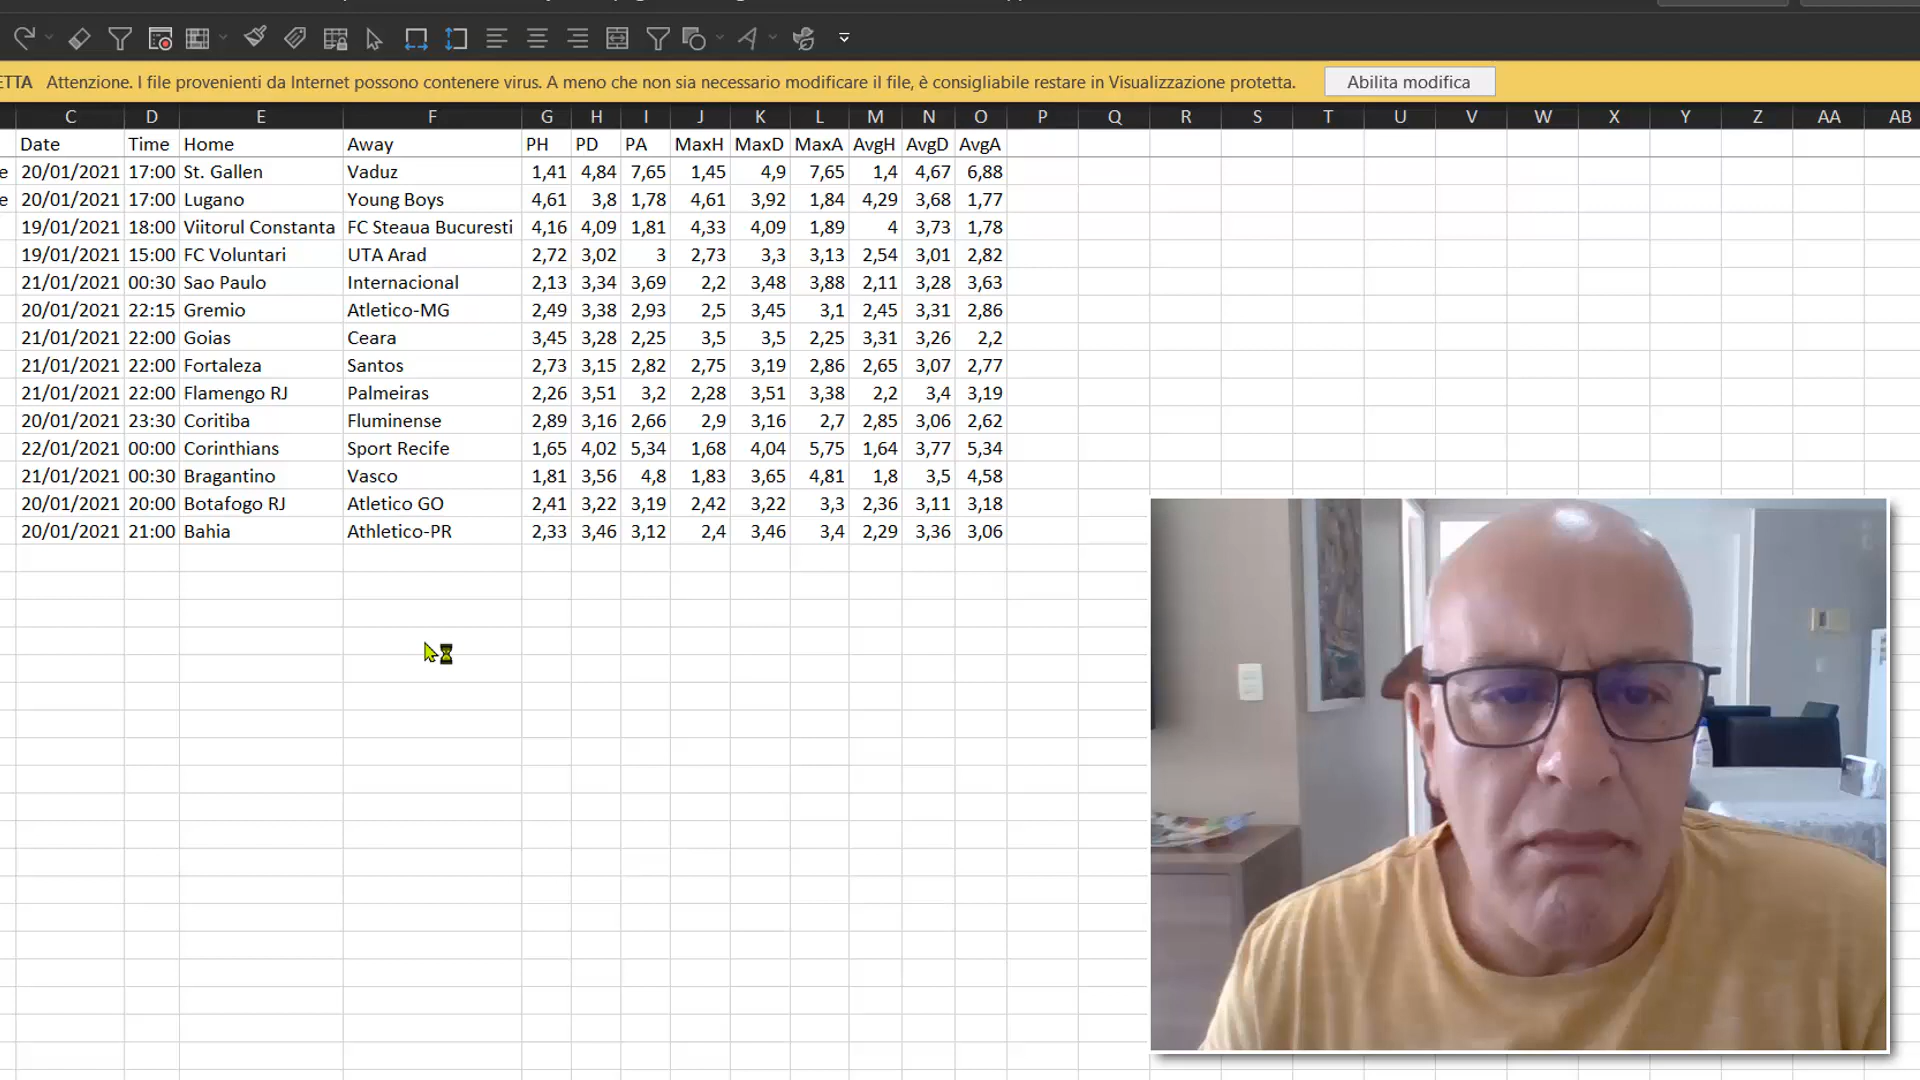 ETTA Attenzione. I file provenienti da Internet possono contenere virus. A meno che non sia necessario modificare il file, è consigliabile restare in Visualizzazione protetta. Abilita modifica
C D E F G H I J K L M N O P Q R S T U V W X Y Z AA AB
Date Time Home Away PH PD PA MaxH MaxD MaxA AvgH AvgD AvgA
e 20/01/2021 17:00 St. Gallen Vaduz 1,41 4,84 7,65 1,45 4,9 7,65 1,4 4,67 6,88
e 20/01/2021 17:00 Lugano Young Boys 4,61 3,8 1,78 4,61 3,92 1,84 4,29 3,68 1,77
19/01/2021 18:00 Viitorul Constanta FC Steaua Bucuresti 4,16 4,09 1,81 4,33 4,09 1,89 4 3,73 1,78
19/01/2021 15:00 FC Voluntari UTA Arad 2,72 3,02 3 2,73 3,3 3,13 2,54 3,01 2,82
21/01/2021 00:30 Sao Paulo Internacional 2,13 3,34 3,69 2,2 3,48 3,88 2,11 3,28 3,63
20/01/2021 22:15 Gremio Atletico-MG 2,49 3,38 2,93 2,5 3,45 3,1 2,45 3,31 2,86
21/01/2021 22:00 Goias Ceara 3,45 3,28 2,25 3,5 3,5 2,25 3,31 3,26 2,2
21/01/2021 22:00 Fortaleza Santos 2,73 3,15 2,82 2,75 3,19 2,86 2,65 3,07 2,77
21/01/2021 22:00 Flamengo RJ Palmeiras 2,26 3,51 3,2 2,28 3,51 3,38 2,2 3,4 3,19
20/01/2021 23:30 Coritiba Fluminense 2,89 3,16 2,66 2,9 3,16 2,7 2,85 3,06 2,62
22/01/2021 00:00 Corinthians Sport Recife 1,65 4,02 5,34 1,68 4,04 5,75 1,64 3,77 5,34
21/01/2021 00:30 Bragantino Vasco 1,81 3,56 4,8 1,83 3,65 4,81 1,8 3,5 4,58
20/01/2021 20:00 Botafogo RJ Atletico GO 2,41 3,22 3,19 2,42 3,22 3,3 2,36 3,11 3,18
20/01/2021 21:00 Bahia Athletico-PR 2,33 3,46 3,12 2,4 3,46 3,4 2,29 3,36 3,06